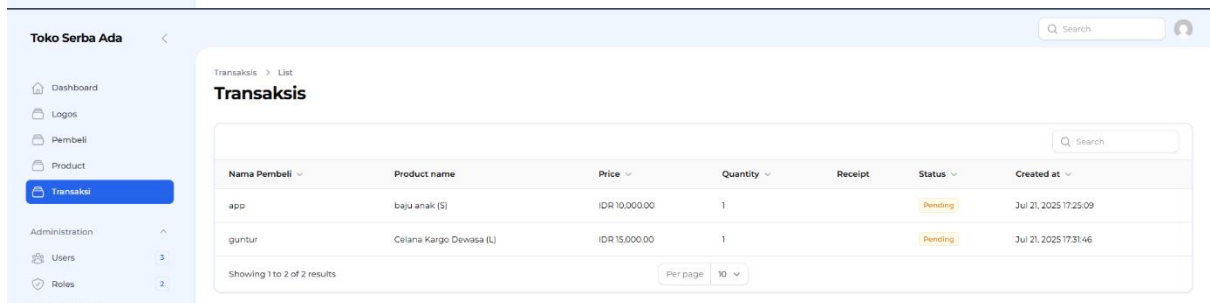 Toko Serba Ada
Search
Dashboard
Logos
Pembeli
Product
Transaksi
Administration
Users 3
Roles 2
Transaksis > List
Transaksis
Search
Nama Pembeli Product name Price Quantity Receipt Status Created at
app baju anak (S) IDR 10,000.00 1 Pending Jul 21, 2025 17:25:09
guntur Celana Kargo Dewasa (L) IDR 15,000.00 1 Pending Jul 21, 2025 17:31:46
Showing 1 to 2 of 2 results Per page 10